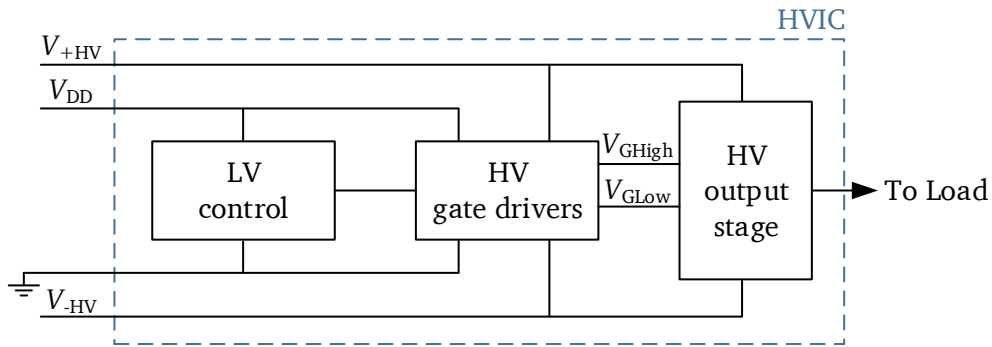 HVIC
V+HV
VDD
LV
control
HV
gate drivers
VGHigh
VGLow
HV
output
stage
To Load
V-HV